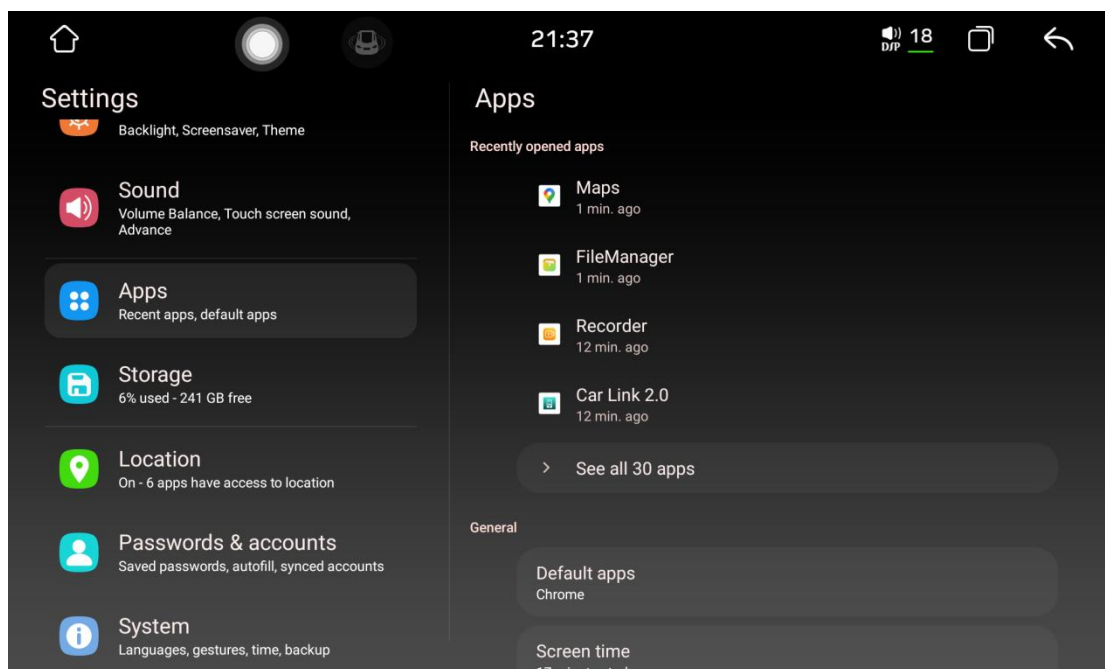 21:37
DSP 18
Settings
Backlight, Screensaver, Theme
Sound
Volume Balance, Touch screen sound,
Advance
Apps
Recent apps, default apps
Storage
6% used - 241 GB free
Location
On - 6 apps have access to location
Passwords & accounts
Saved passwords, autofill, synced accounts
System
Languages, gestures, time, backup
Apps
Recently opened apps
Maps
1 min. ago
FileManager
1 min. ago
Recorder
12 min. ago
Car Link 2.0
12 min. ago
See all 30 apps
General
Default apps
Chrome
Screen time